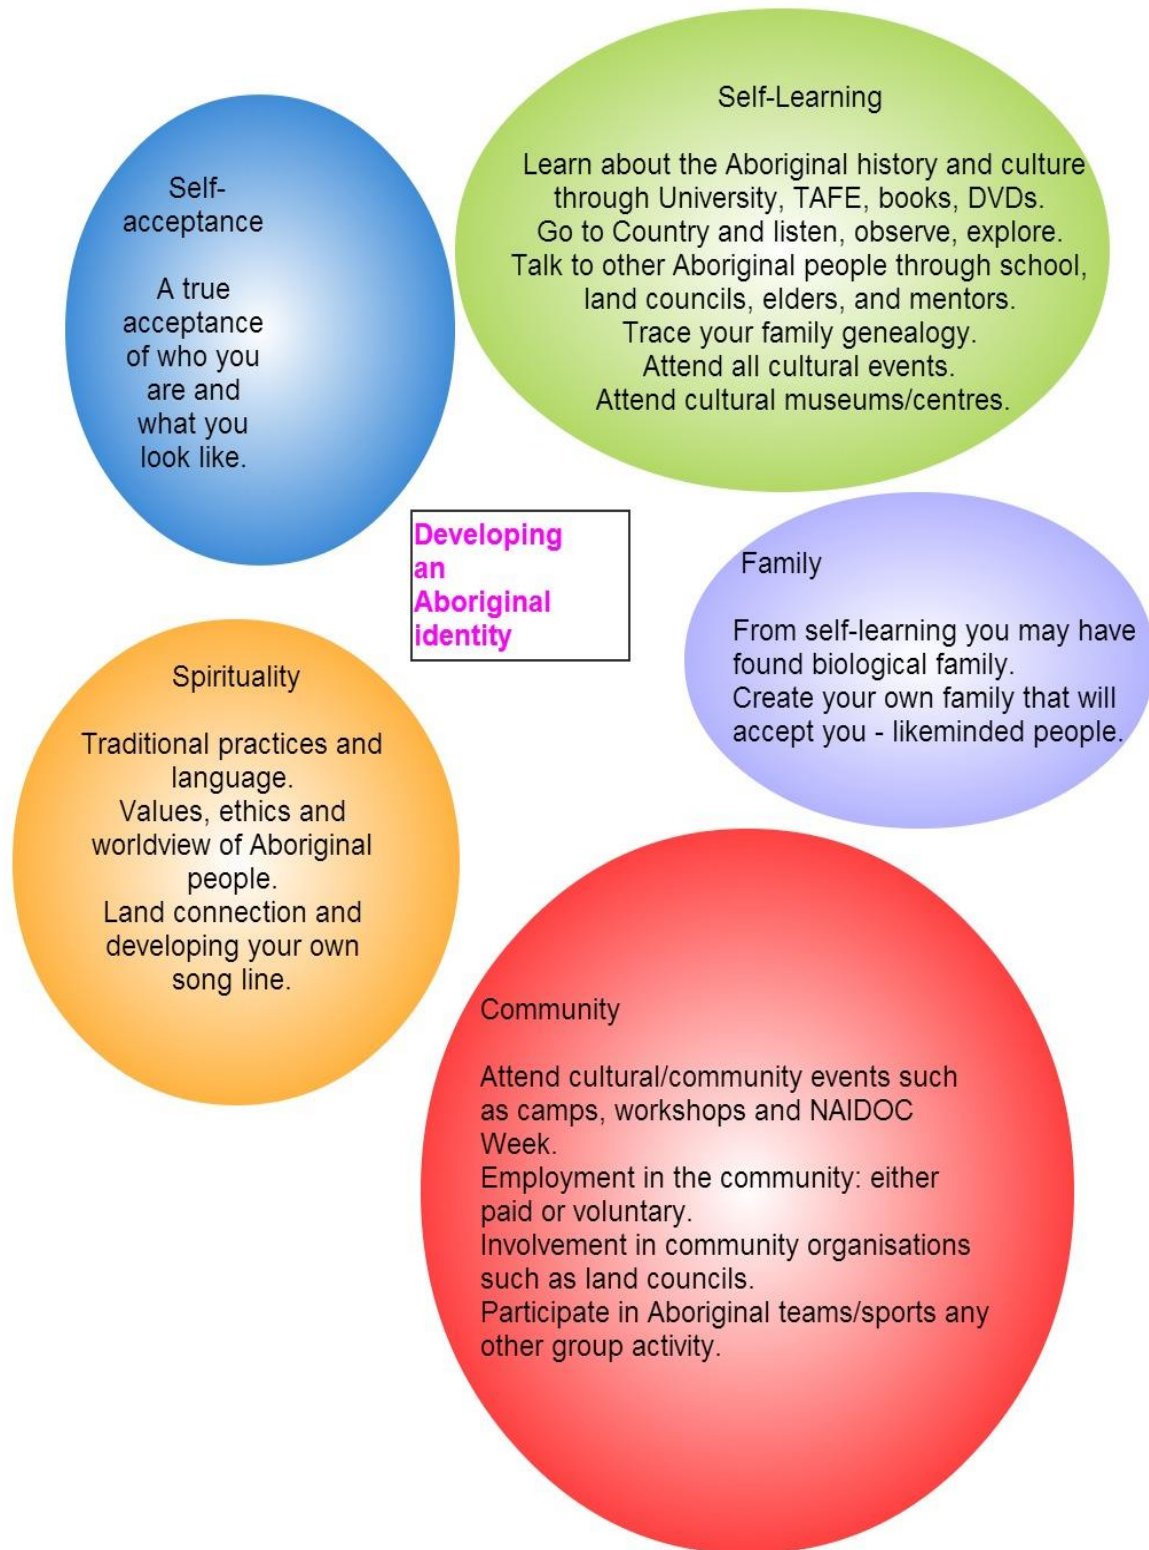 Self-Learning
Learn about the Aboriginal history and culture
through University, TAFE, books, DVDs.
Go to Country and listen, observe, explore.
Talk to other Aboriginal people through school,
land councils, elders, and mentors.
Trace your family genealogy.
Attend all cultural events.
Attend cultural museums/centres.
Self-
acceptance
A true
acceptance
of who you
are and
what you
look like.
Developing
an
Aboriginal
identity
Family
From self-learning you may have
found biological family.
Create your own family that will
accept you - likeminded people.
Spirituality
Traditional practices and
language.
Values, ethics and
worldview of Aboriginal
people.
Land connection and
developing your own
song line.
Community
Attend cultural/community events such
as camps, workshops and NAIDOC
Week.
Employment in the community: either
paid or voluntary.
Involvement in community organisations
such as land councils.
Participate in Aboriginal teams/sports any
other group activity.